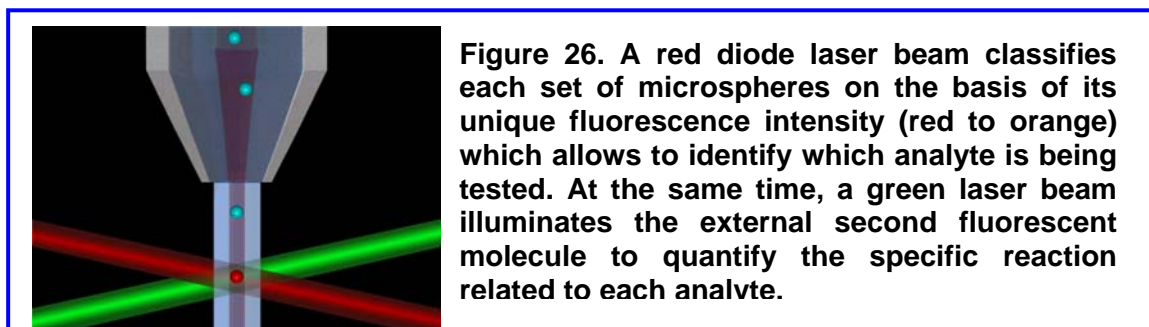 Figure 26. A red diode laser beam classifies
each set of microspheres on the basis of its
unique fluorescence intensity (red to orange)
which allows to identify which analyte is being
tested. At the same time, a green laser beam
illuminates the external second fluorescent
molecule to quantify the specific reaction
related to each analyte.